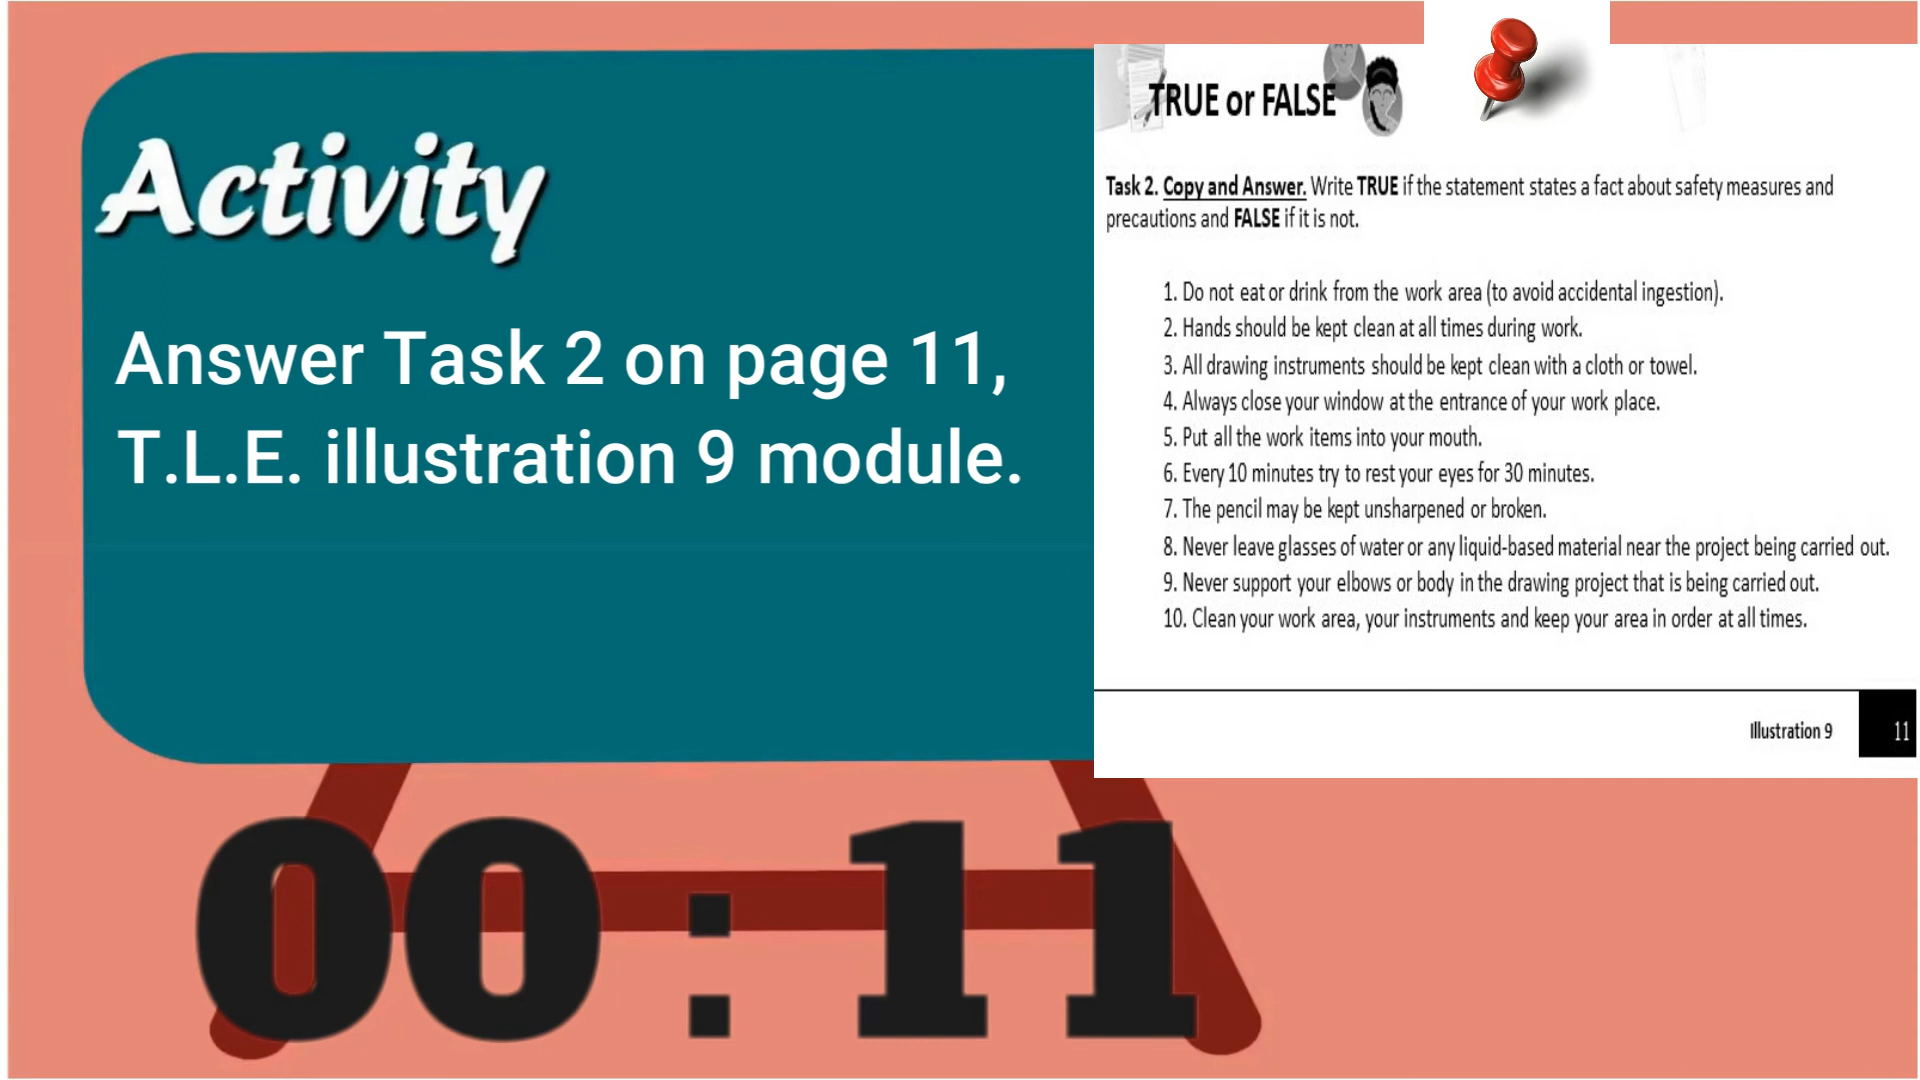 Activity
Answer Task 2 on page 11,
T.L.E. illustration 9 module.
TRUE or FALSE
Task 2. Copy and Answer. Write TRUE if the statement states a fact about safety measures and
precautions and FALSE if it is not.
1. Do not eat or drink from the work area (to avoid accidental ingestion).
2. Hands should be kept clean at all times during work.
3. All drawing instruments should be kept clean with a cloth or towel.
4. Always close your window at the entrance of your work place.
5. Put all the work items into your mouth.
6. Every 10 minutes try to rest your eyes for 30 minutes.
7. The pencil may be kept unsharpened or broken.
8. Never leave glasses of water or any liquid-based material near the project being carried out.
9. Never support your elbows or body in the drawing project that is being carried out.
10. Clean your work area, your instruments and keep your area in order at all times.
Illustration 9 11
00:11